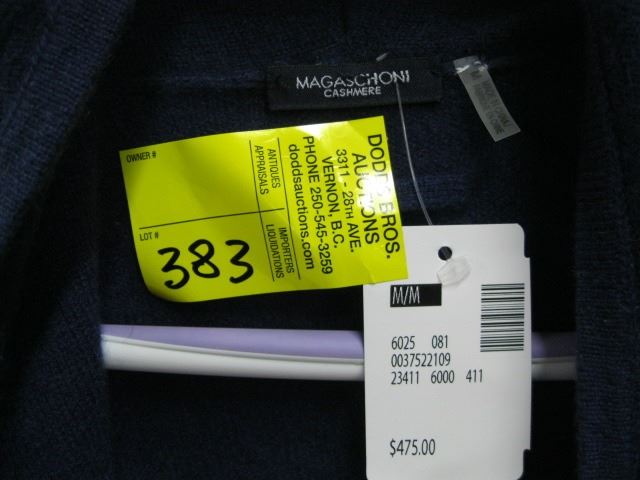 MAGASCHONI
CASHMERE
M
OWNER #
LOT #
383
ANTIQUES
APPRAISALS
IMPORTERS
LIQUIDATIONS
DODDS BROS.
AUCTIONS
3311 - 28TH AVE.
VERNON, B.C.
PHONE 250-545-3259
doddsauctions.com
M/M
6025 081
0037522109
23411 6000 411
$475.00